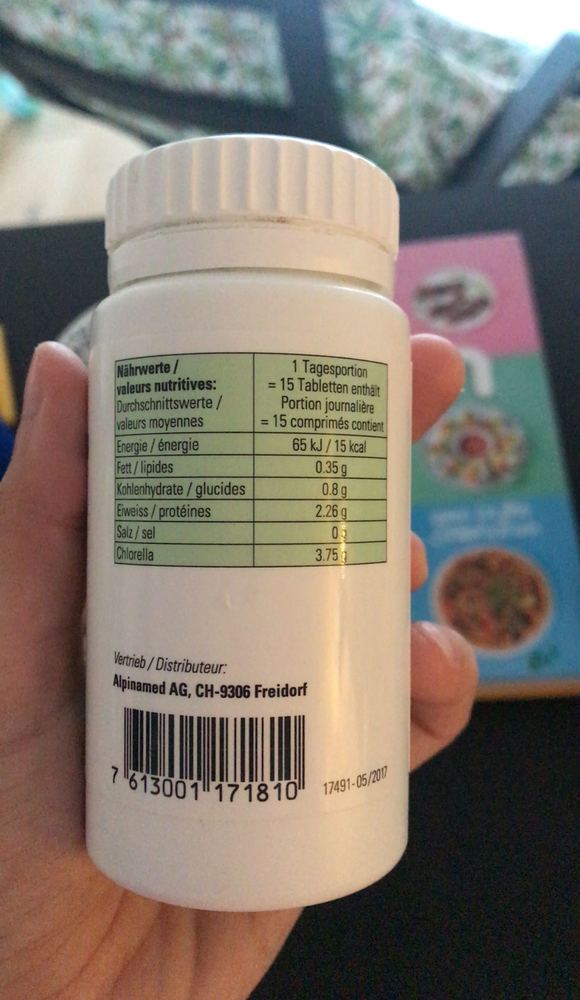 Nährwerte /
valeurs nutritives:
Durchschnittswerte /
valeurs moyennes
1 Tagesportion
= 15 Tabletten enthält
Portion journalière
= 15 comprimés contient
Energie / énergie 65 kJ / 15 kcal
Fett / lipides 0.35 g
Kohlenhydrate / glucides 0.8 g
Eiweiss / protéines 2.26 g
Salz / sel 0 g
Chlorella 3.75 g
Vertrieb / Distributeur:
Alpinamed AG, CH-9306 Freidorf
7 613001 171810
17491-05/2017